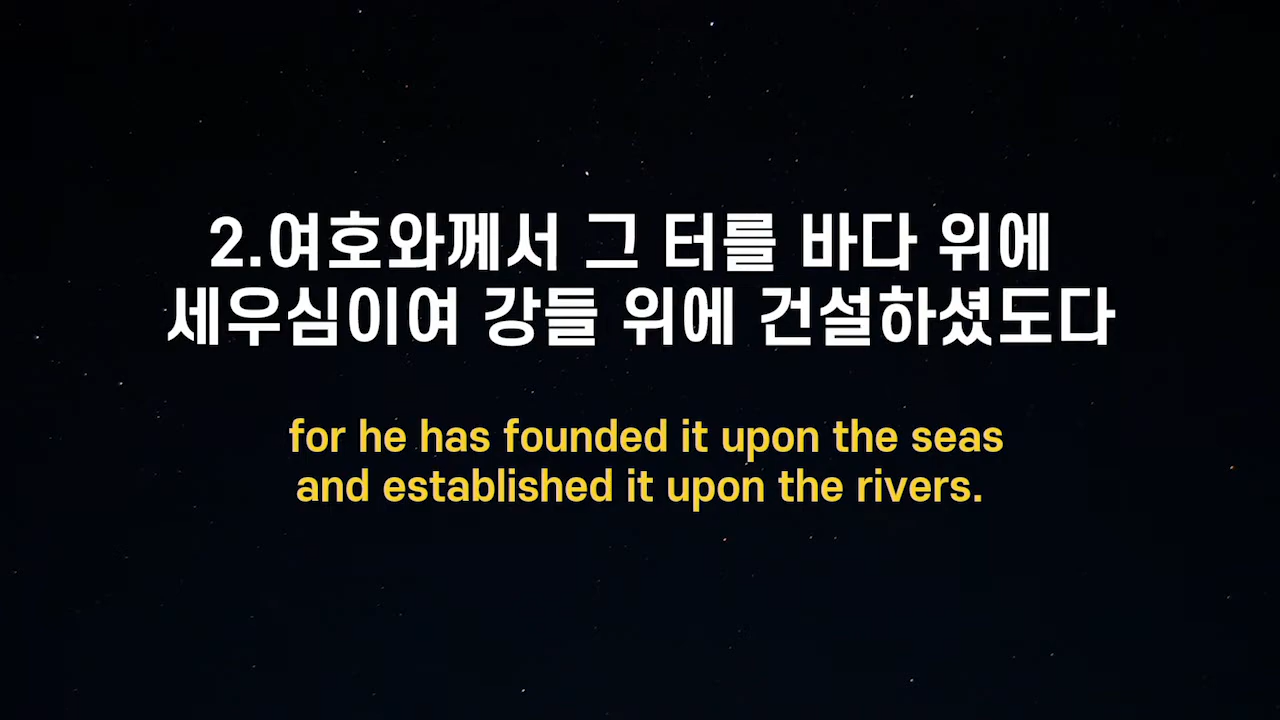 2.여호와께서 그 터를 바다 위에
세우심이여 강들 위에 건설하셨도다
for he has founded it upon the seas
and established it upon the rivers.